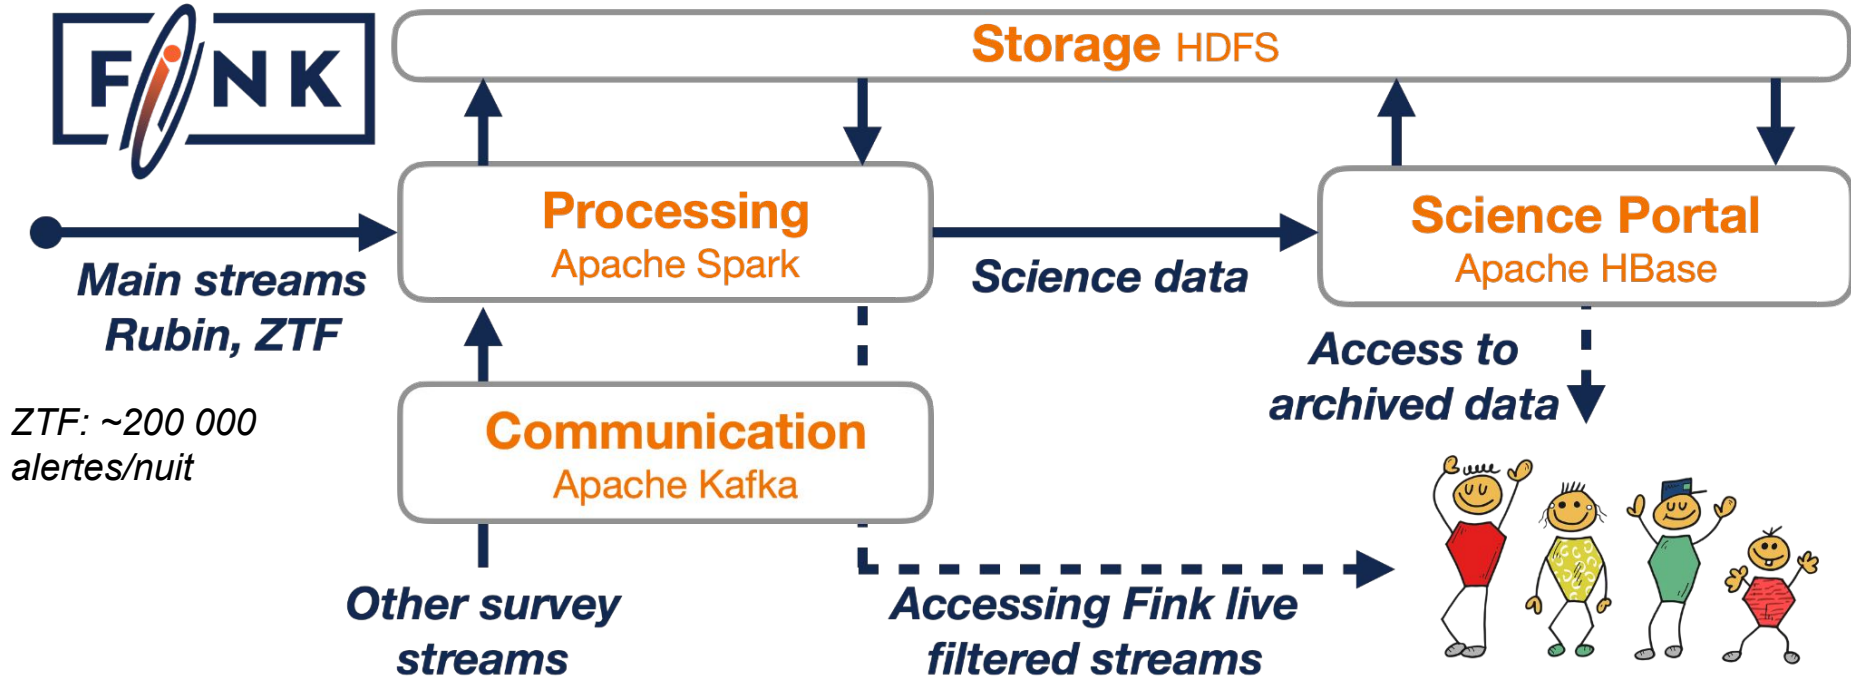 FiNK
Storage HDFS
Processing
Apache Spark
Science Portal
Apache HBase
Main streams
Rubin, ZTF
Science data
Access to
archived data
ZTF: ~200 000
alertes/nuit
Communication
Apache Kafka
Other survey
streams
Accessing Fink live
filtered streams